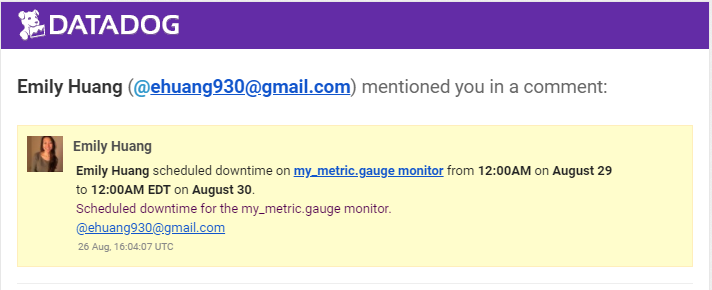 DATADOG
Emily Huang (@ehuang930@gmail.com) mentioned you in a comment:
Emily Huang
Emily Huang scheduled downtime on my_metric.gauge monitor from 12:00AM on August 29
to 12:00AM EDT on August 30.
Scheduled downtime for the my_metric.gauge monitor.
@ehuang930@gmail.com
26 Aug, 16:04:07 UTC